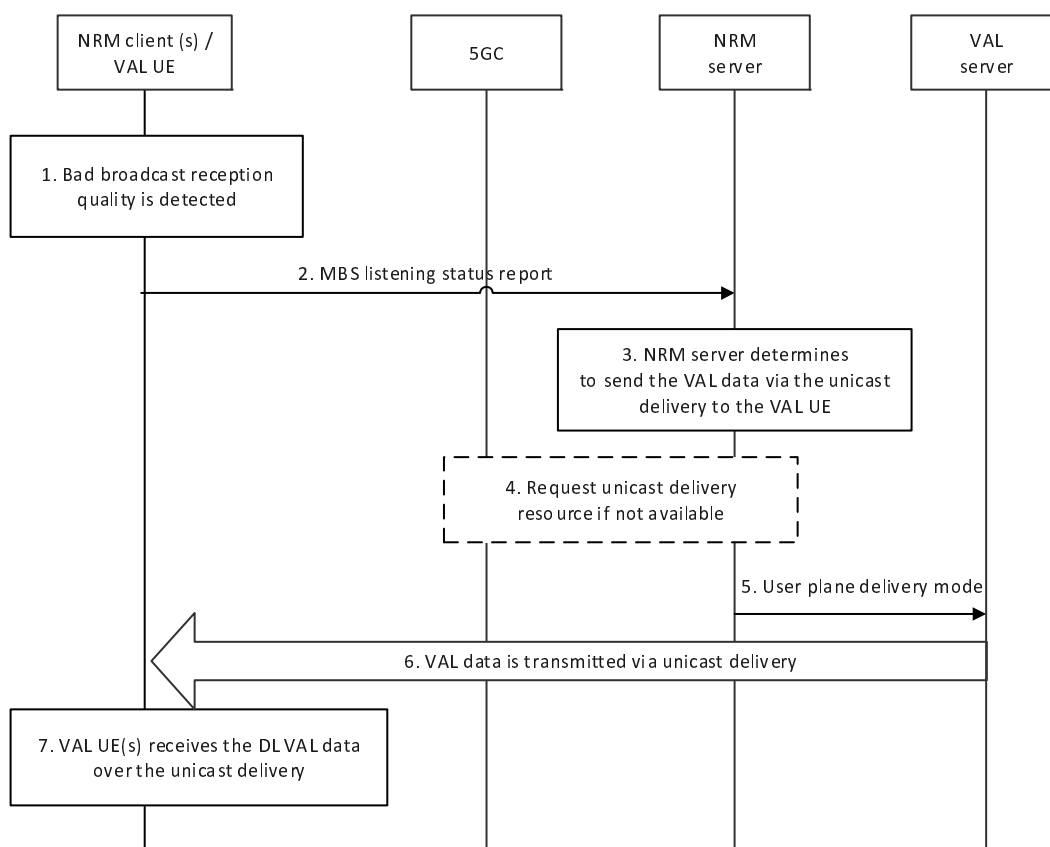 NRM client (s) /
VAL UE
5GC
NRM
server
VAL
server
1. Bad broadcast reception
quality is detected
2. MBS listening status report
3. NRM server determines
to send the VAL data via the unicast
delivery to the VAL UE
4. Request unicast delivery
resource if not available
5. User plane delivery mode
6. VAL data is transmitted via unicast delivery
7. VAL UE(s) receives the DL VAL data
over the unicast delivery